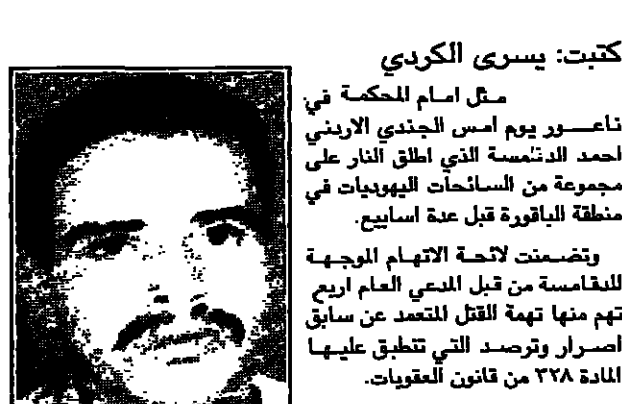 كتبت: يسرى الكردي
مثل امام المحكمة في
ناعــور يوم امس الجندي الاردني
احمد الدقامسة الذي اطلق النار على
مجموعة من السائحات اليهوديات في
منطقة الباقورة قبل عدة اسابيع.
وتضمنت لائحة الاتهام الموجهة
للدقامسة من قبل المدعي العام اربع
تهم منها تهمة القتل المتعمد عن سابق
اصرار وترصد التي تنطبق عليها
المادة ٣٢٨ من قانون العقوبات.